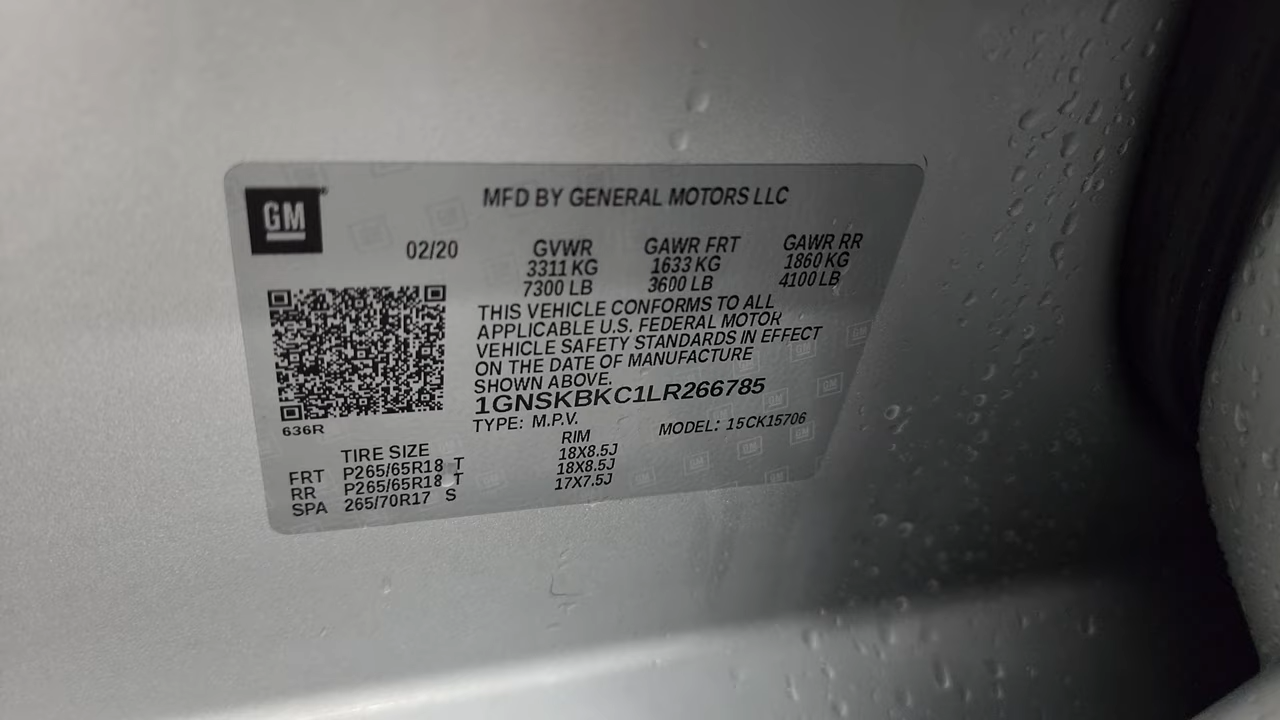 GM
MFD BY GENERAL MOTORS LLC
02/20
GVWR GAWR FRT GAWR RR
3311 KG 1633 KG 1860 KG
7300 LB 3600 LB 4100 LB
THIS VEHICLE CONFORMS TO ALL
APPLICABLE U.S. FEDERAL MOTOR
VEHICLE SAFETY STANDARDS IN EFFECT
ON THE DATE OF MANUFACTURE
SHOWN ABOVE.
1GNSKBKC1LR266785
TYPE: M.P.V. MODEL: 15CK15706
636R
TIRE SIZE RIM
FRT P265/65R18 T 18X8.5J
RR P265/65R18 T 18X8.5J
SPA 265/70R17 S 17X7.5J